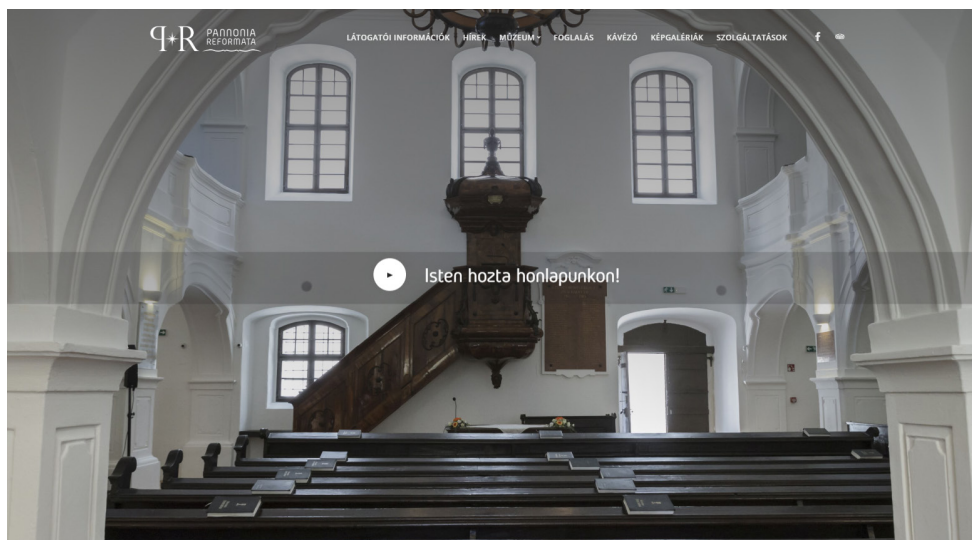 P+R PANNONIA
REFORMATA
LÁTOGATÓI INFORMÁCIÓK HÍREK MÚZEUM FOGLALÁS KÁVÉZÓ KÉPGALÉRIÁK SZOLGÁLTATÁSOK f
Isten hozta honlapunkon!